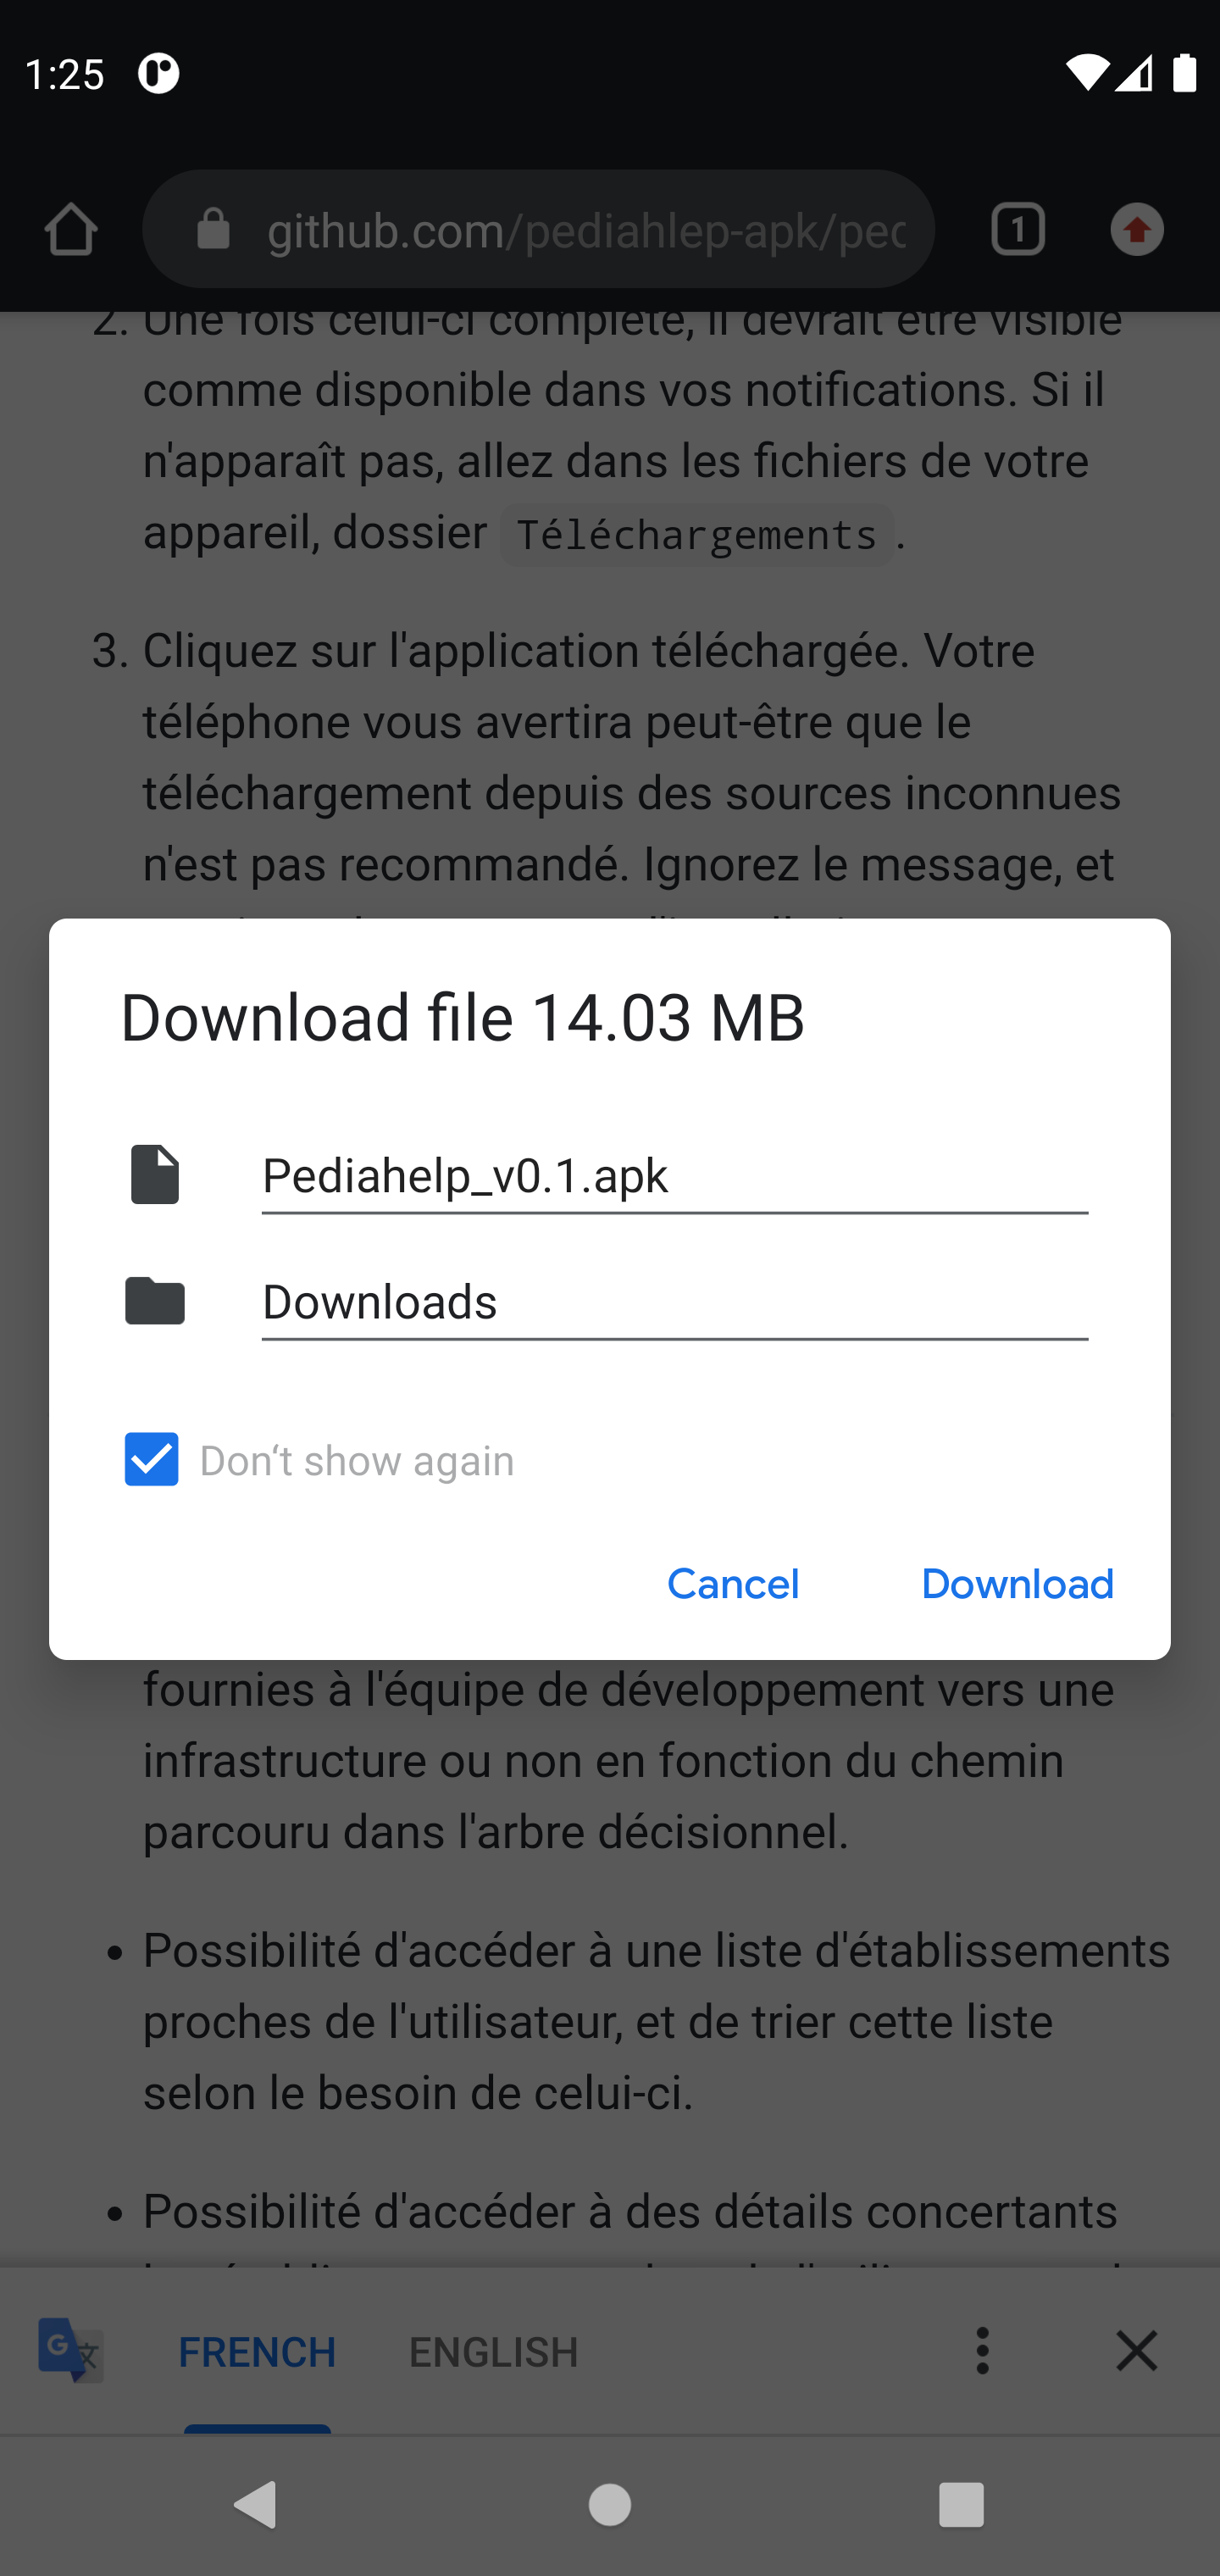 1:25
github.com/pediahlep-apk/pec
1
2. Une fois celui-ci complété, il devrait être visible
comme disponible dans vos notifications. Si il
n'apparaît pas, allez dans les fichiers de votre
appareil, dossier Téléchargements.
3. Cliquez sur l'application téléchargée. Votre
téléphone vous avertira peut-être que le
téléchargement depuis des sources inconnues
n'est pas recommandé. Ignorez le message, et
Download file 14.03 MB
Pediahelp_v0.1.apk
Downloads
Don‘t show again
Cancel Download
fournies à l'équipe de développement vers une
infrastructure ou non en fonction du chemin
parcouru dans l'arbre décisionnel.
• Possibilité d'accéder à une liste d'établissements
proches de l'utilisateur, et de trier cette liste
selon le besoin de celui-ci.
• Possibilité d'accéder à des détails concertants
FRENCH ENGLISH